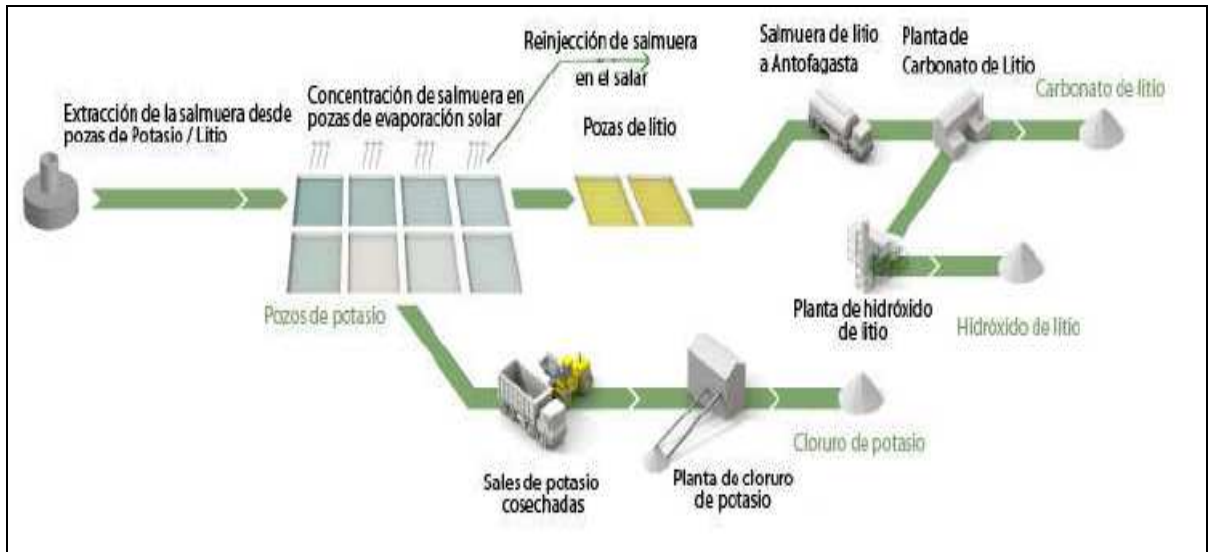 Extracción de la salmuera desde
pozas de Potasio / Litio
Concentración de salmuera en
pozas de evaporación solar
Reinjección de salmuera
en el salar
Pozas de litio
Salmuera de litio
a Antofagasta
Planta de
Carbonato de Litio
Carbonato de litio
Planta de hidróxido
de litio
Hidróxido de litio
Pozos de potasio
Sales de potasio
cosechadas
Planta de cloruro
de potasio
Cloruro de potasio